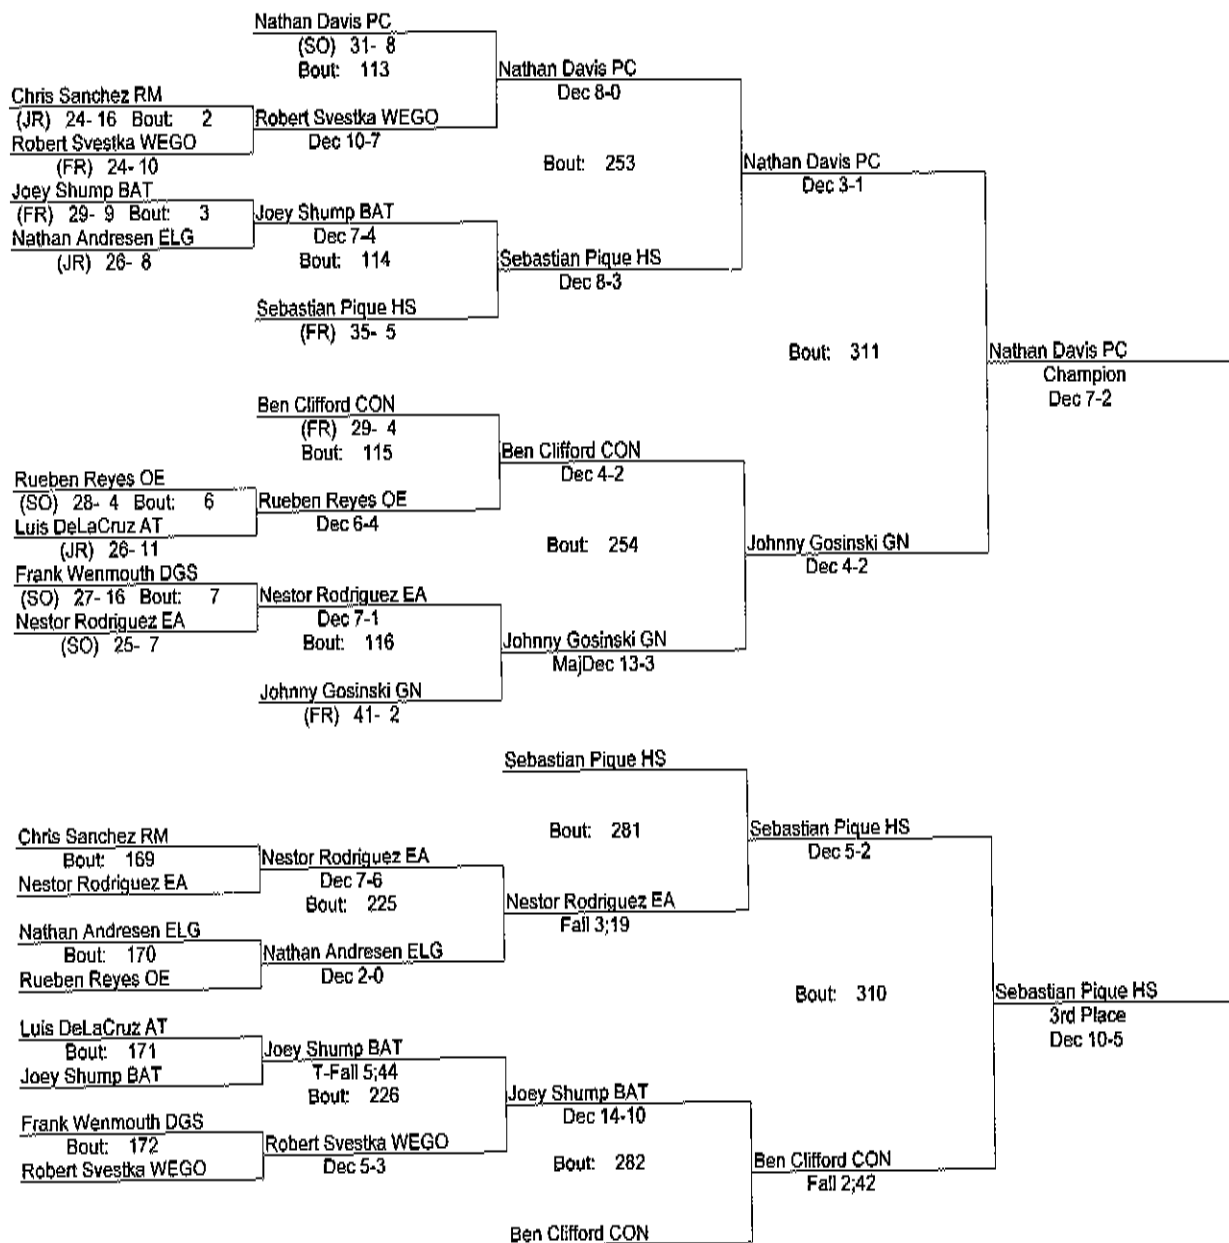 Nathan Davis PC
(SO) 31- 8
Bout: 113
Nathan Davis PC
Dec 8-0
Chris Sanchez RM
(JR) 24- 16 Bout: 2
Robert Svestka WEGO
Dec 10-7
Robert Svestka WEGO
(FR) 24- 10
Bout: 253
Nathan Davis PC
Dec 3-1
Joey Shump BAT
(FR) 29- 9 Bout: 3
Joey Shump BAT
Dec 7-4
Nathan Andresen ELG
(JR) 26- 8
Bout: 114
Sebastian Pique HS
Dec 8-3
Sebastian Pique HS
(FR) 35- 5
Bout: 311
Nathan Davis PC
Champion
Dec 7-2
Ben Clifford CON
(FR) 29- 4
Bout: 115
Ben Clifford CON
Dec 4-2
Rueben Reyes OE
(SO) 28- 4 Bout: 6
Rueben Reyes OE
Dec 6-4
Luis DeLaCruz AT
(JR) 26- 11
Bout: 254
Johnny Gosinski GN
Dec 4-2
Frank Wenmouth DGS
(SO) 27- 16 Bout: 7
Nestor Rodriguez EA
Dec 7-1
Nestor Rodriguez EA
(SO) 25- 7
Bout: 116
Johnny Gosinski GN
MajDec 13-3
Johnny Gosinski GN
(FR) 41- 2
Sebastian Pique HS
Bout: 281
Sebastian Pique HS
Dec 5-2
Chris Sanchez RM
Bout: 169
Nestor Rodriguez EA
Nestor Rodriguez EA
Dec 7-6
Bout: 225
Nestor Rodriguez EA
Fall 3;19
Nathan Andresen ELG
Bout: 170
Rueben Reyes OE
Nathan Andresen ELG
Dec 2-0
Bout: 310
Sebastian Pique HS
3rd Place
Dec 10-5
Luis DeLaCruz AT
Bout: 171
Joey Shump BAT
Joey Shump BAT
T-Fall 5;44
Bout: 226
Joey Shump BAT
Dec 14-10
Frank Wenmouth DGS
Bout: 172
Robert Svestka WEGO
Robert Svestka WEGO
Dec 5-3
Bout: 282
Ben Clifford CON
Fall 2;42
Ben Clifford CON